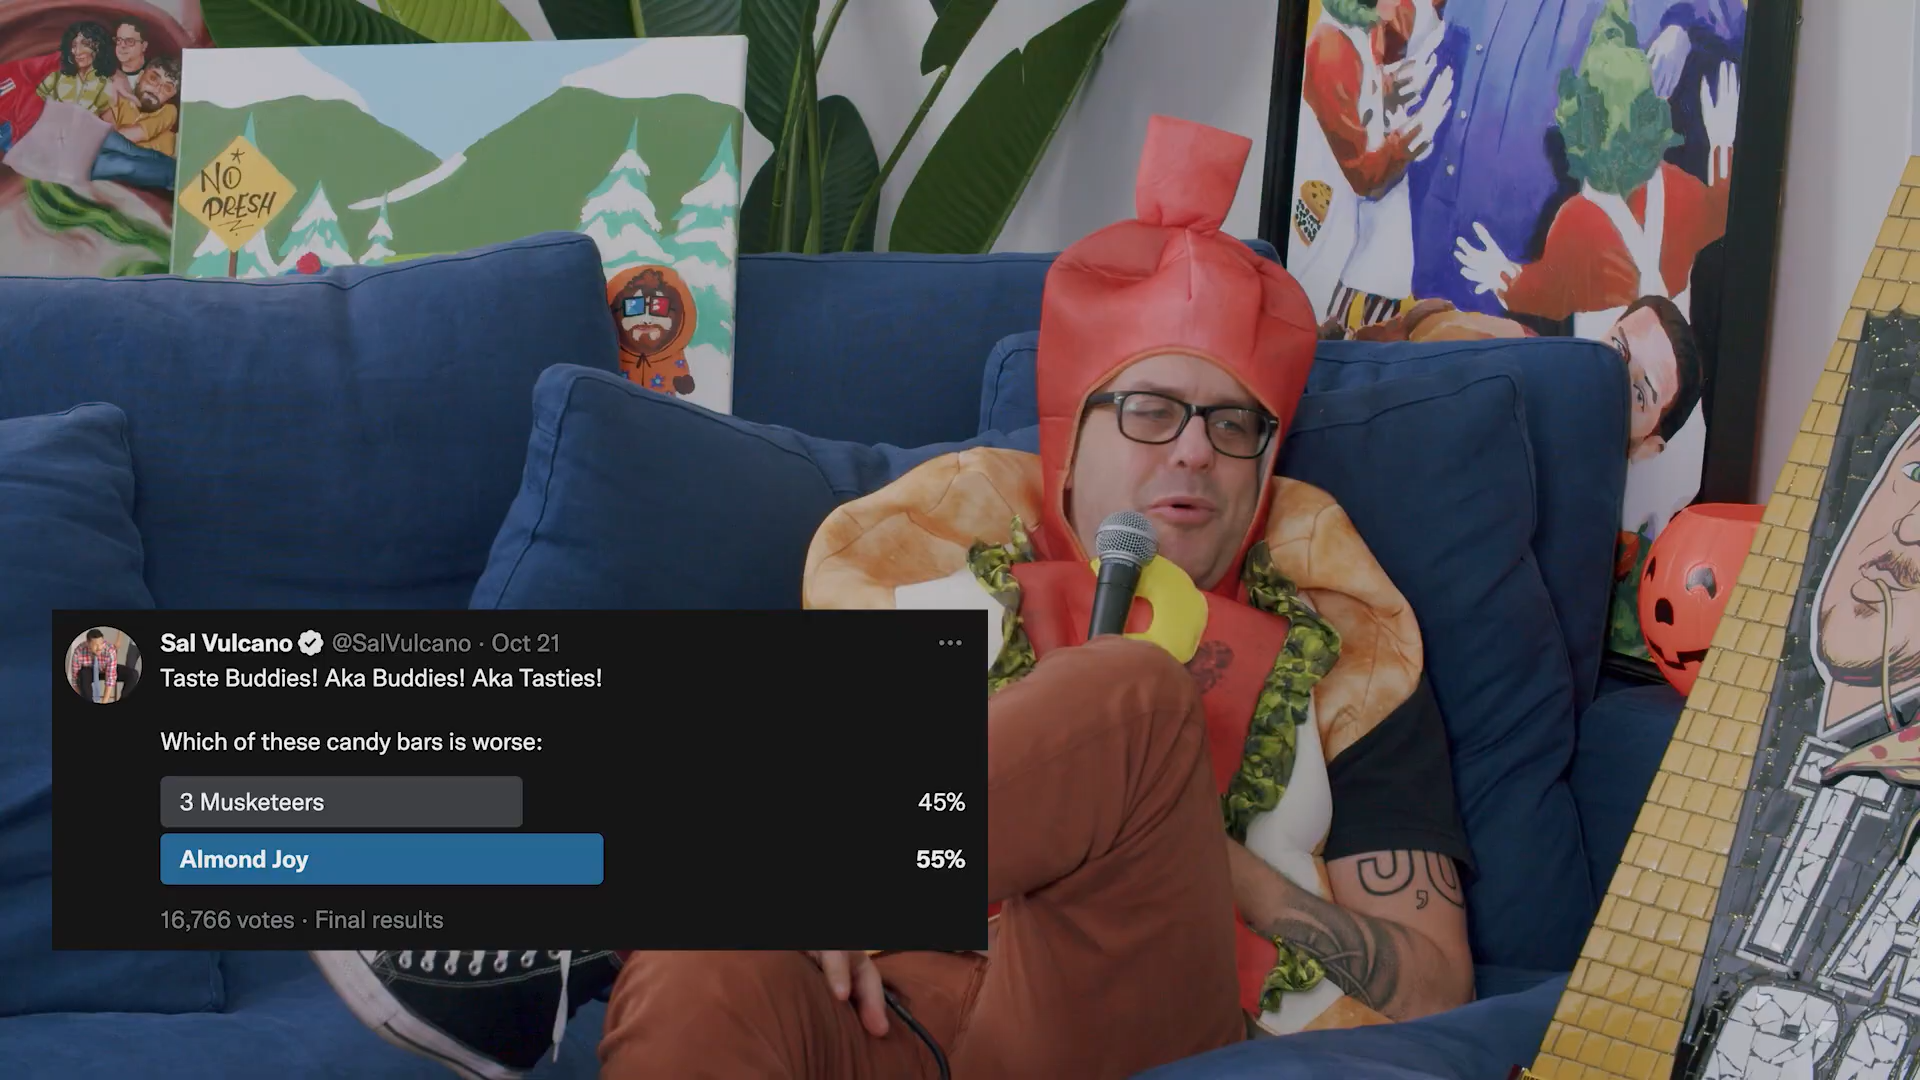 NO
PRESH
Sal Vulcano @SalVulcano · Oct 21
Taste Buddies! Aka Buddies! Aka Tasties!
Which of these candy bars is worse:
3 Musketeers 45%
Almond Joy 55%
16,766 votes · Final results